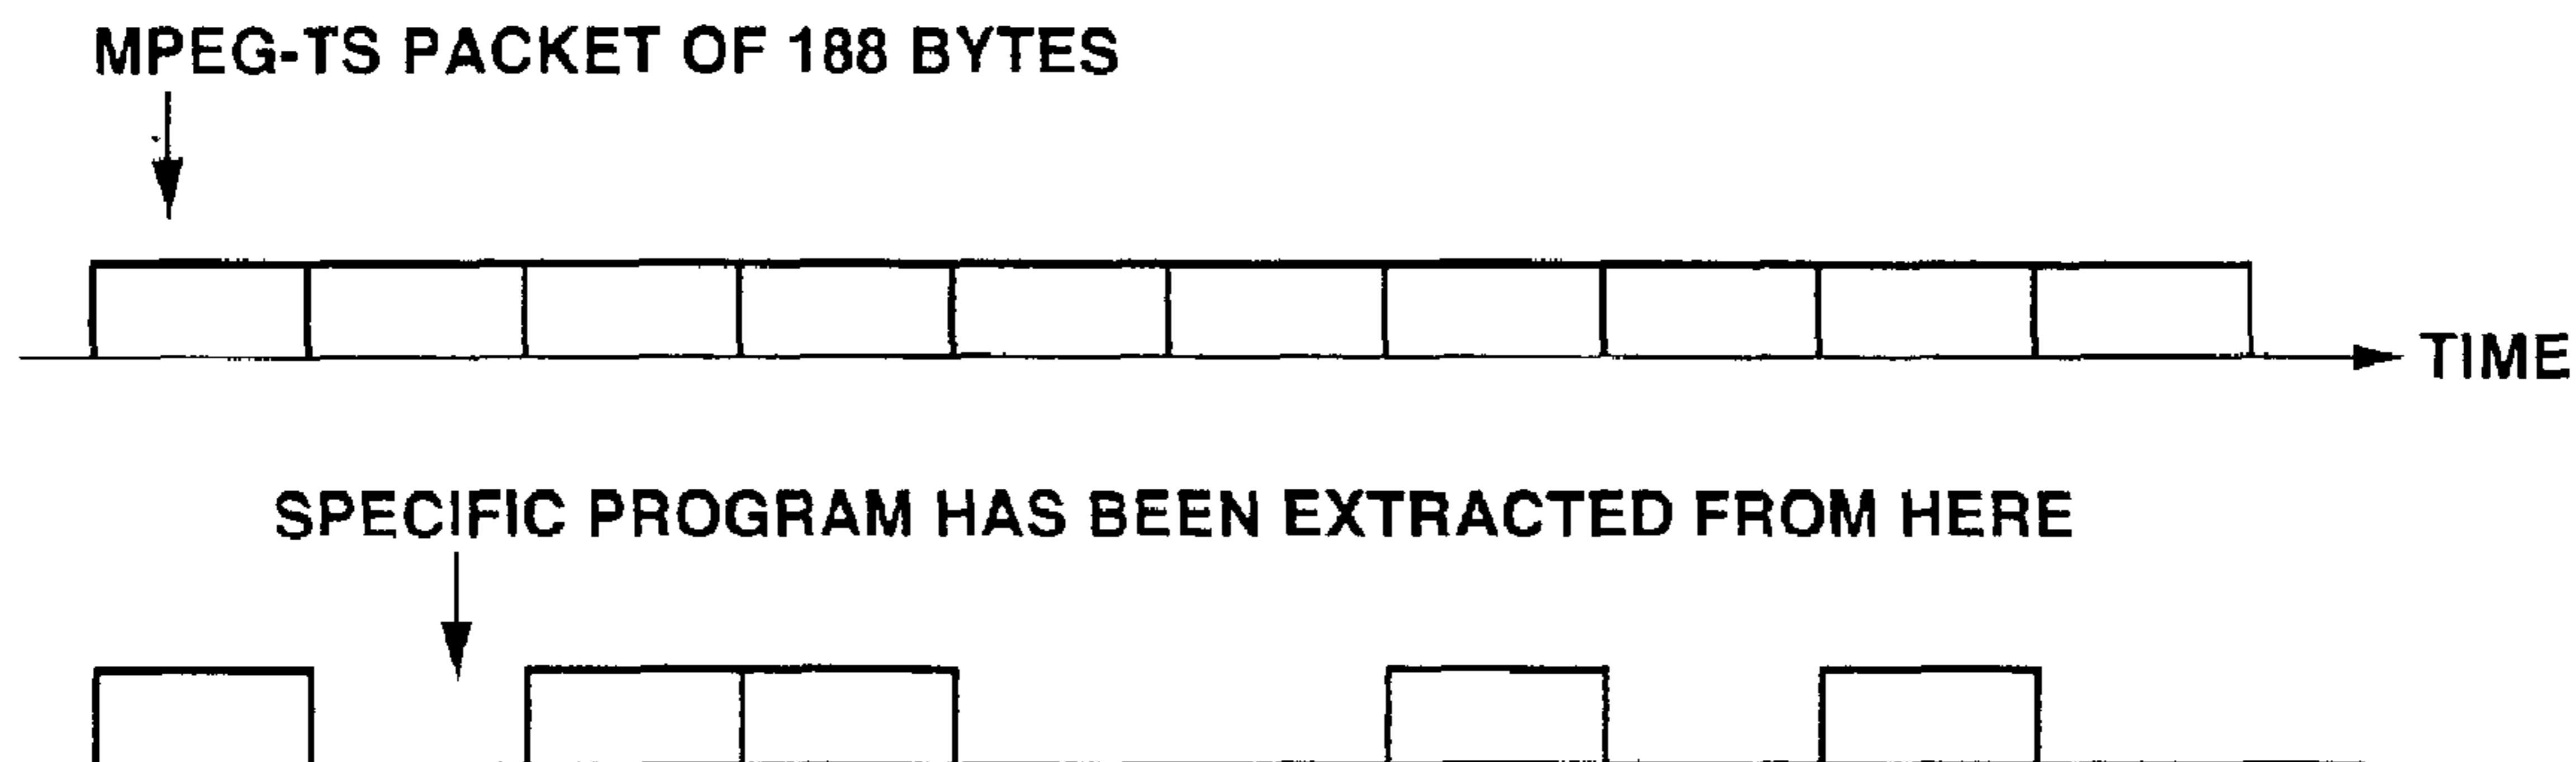 MPEG-TS PACKET OF 188 BYTES
TIME
SPECIFIC PROGRAM HAS BEEN EXTRACTED FROM HERE